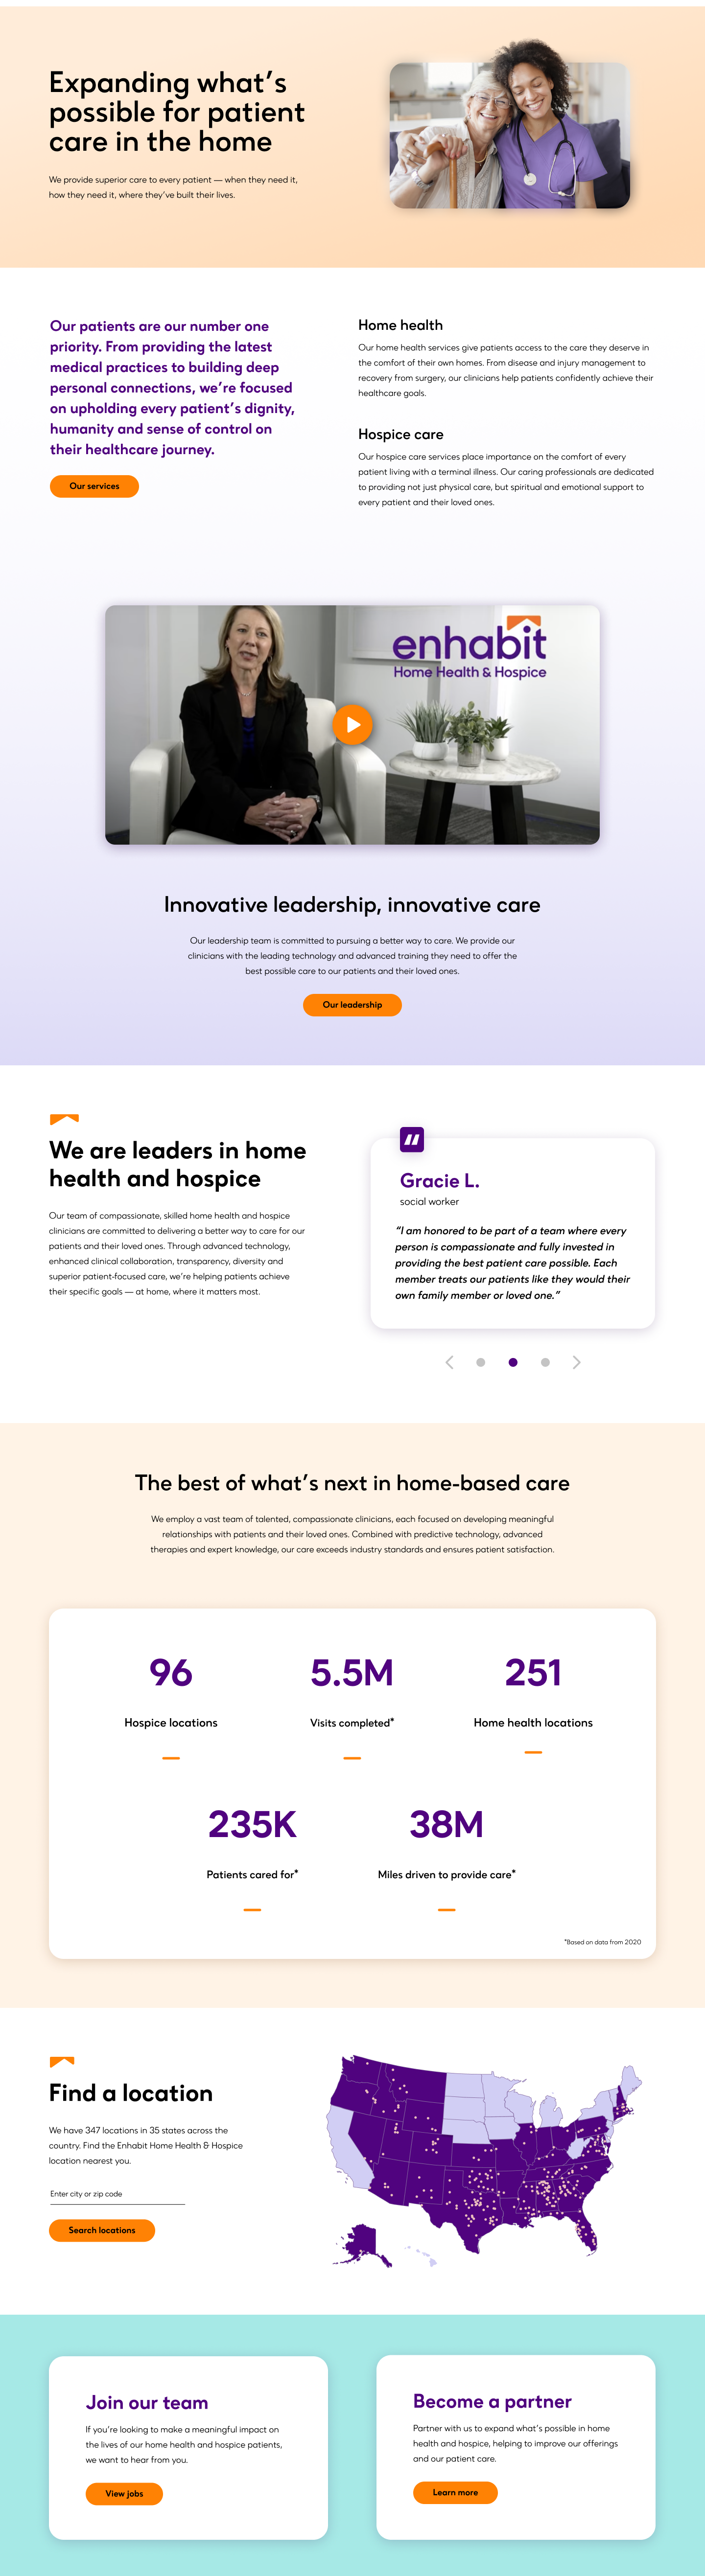 Expanding what's
possible for patient
care in the home
We provide superior care to every patient — when they need it,
how they need it, where they've built their lives.
Our patients are our number one
priority. From providing the latest
medical practices to building deep
personal connections, we're focused
on upholding every patient's dignity,
humanity and sense of control on
their healthcare journey.
Our services
Home health
Our home health services give patients access to the care they deserve in
the comfort of their own homes. From disease and injury management to
recovery from surgery, our clinicians help patients confidently achieve their
healthcare goals.
Hospice care
Our hospice care services place importance on the comfort of every
patient living with a terminal illness. Our caring professionals are dedicated
to providing not just physical care, but spiritual and emotional support to
every patient and their loved ones.
enhabit
Home Health & Hospice
Innovative leadership, innovative care
Our leadership team is committed to pursuing a better way to care. We provide our
clinicians with the leading technology and advanced training they need to offer the
best possible care to our patients and their loved ones.
Our leadership
We are leaders in home
health and hospice
Our team of compassionate, skilled home health and hospice
clinicians are committed to delivering a better way to care for our
patients and their loved ones. Through advanced technology,
enhanced clinical collaboration, transparency, diversity and
superior patient-focused care, we're helping patients achieve
their specific goals — at home, where it matters most.
Gracie L.
social worker
"I am honored to be part of a team where every
person is compassionate and fully invested in
providing the best patient care possible. Each
member treats our patients like they would their
own family member or loved one."
The best of what's next in home-based care
We employ a vast team of talented, compassionate clinicians, each focused on developing meaningful
relationships with patients and their loved ones. Combined with predictive technology, advanced
therapies and expert knowledge, our care exceeds industry standards and ensures patient satisfaction.
96
Hospice locations
5.5M
Visits completed*
251
Home health locations
235K
Patients cared for*
38M
Miles driven to provide care*
*Based on data from 2020
Find a location
We have 347 locations in 35 states across the
country. Find the Enhabit Home Health & Hospice
location nearest you.
Enter city or zip code
Search locations
Join our team
If you're looking to make a meaningful impact on
the lives of our home health and hospice patients,
we want to hear from you.
View jobs
Become a partner
Partner with us to expand what's possible in home
health and hospice, helping to improve our offerings
and our patient care.
Learn more